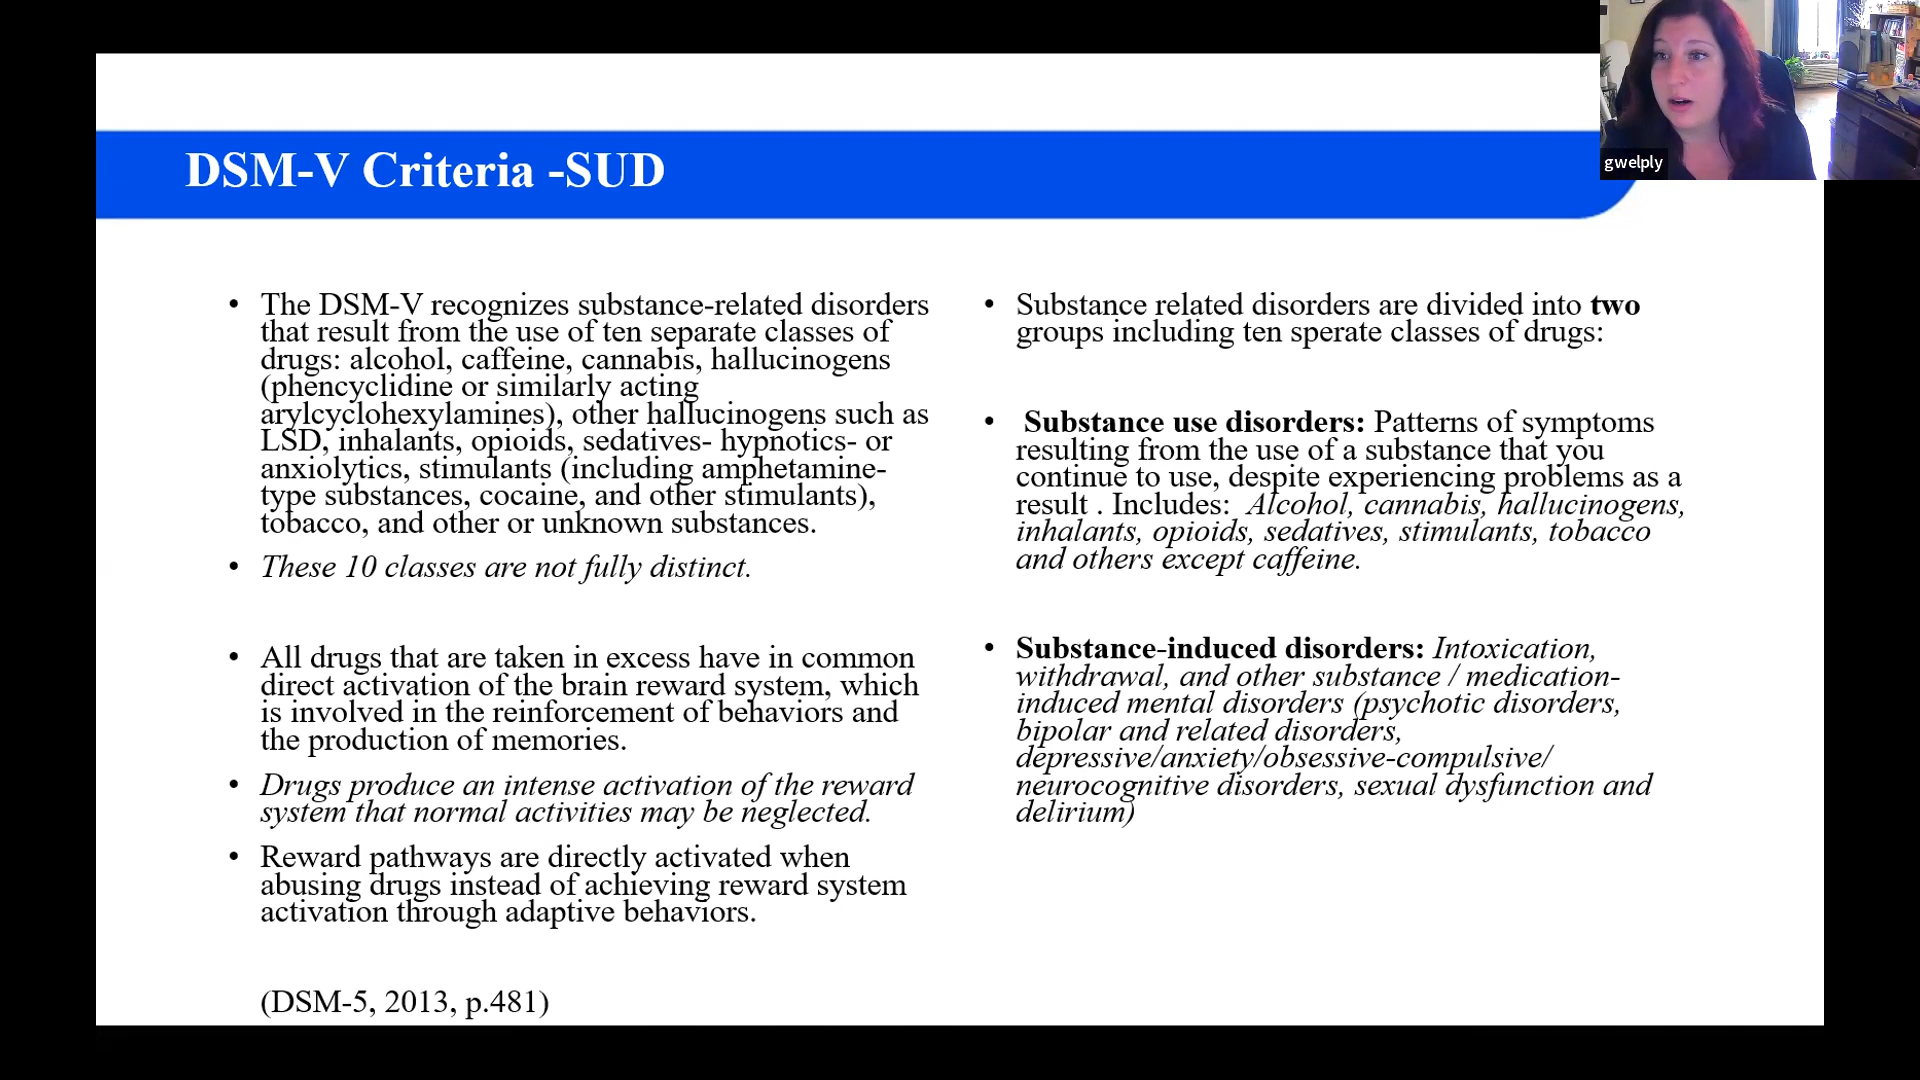 DSM-V Criteria -SUD
gwelply
• The DSM-V recognizes substance-related disorders
that result from the use of ten separate classes of
drugs: alcohol, caffeine, cannabis, hallucinogens
(phencyclidine or similarly acting
arylcyclohexylamines), other hallucinogens such as
LSD, inhalants, opioids, sedatives- hypnotics- or
anxiolytics, stimulants (including amphetamine-
type substances, cocaine, and other stimulants),
tobacco, and other or unknown substances.
• These 10 classes are not fully distinct.
• All drugs that are taken in excess have in common
direct activation of the brain reward system, which
is involved in the reinforcement of behaviors and
the production of memories.
• Drugs produce an intense activation of the reward
system that normal activities may be neglected.
• Reward pathways are directly activated when
abusing drugs instead of achieving reward system
activation through adaptive behaviors.
(DSM-5, 2013, p.481)
• Substance related disorders are divided into two
groups including ten sperate classes of drugs:
• Substance use disorders: Patterns of symptoms
resulting from the use of a substance that you
continue to use, despite experiencing problems as a
result . Includes: Alcohol, cannabis, hallucinogens,
inhalants, opioids, sedatives, stimulants, tobacco
and others except caffeine.
• Substance-induced disorders: Intoxication,
withdrawal, and other substance / medication-
induced mental disorders (psychotic disorders,
bipolar and related disorders,
depressive/anxiety/obsessive-compulsive/
neurocognitive disorders, sexual dysfunction and
delirium)